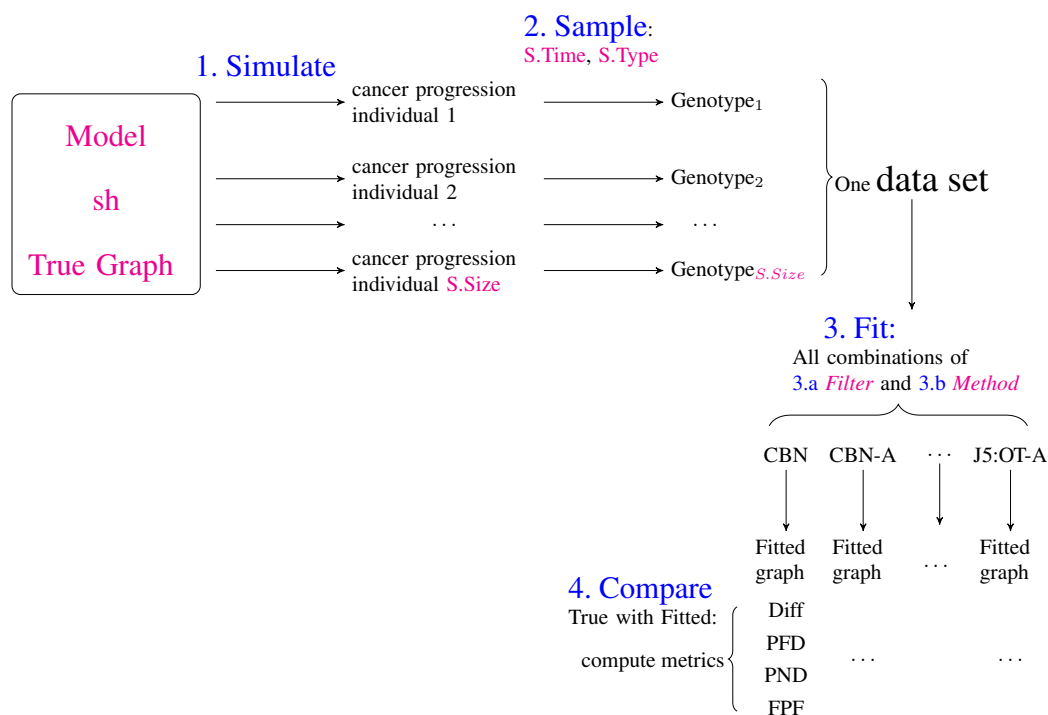 2. Sample:
S.Time, S.Type
1. Simulate
Model
sh
True Graph
cancer progression
individual 1
Genotype1
cancer progression
individual 2
Genotype2
One data set
. . .
. . .
cancer progression
individual S.Size
GenotypeS.Size
3. Fit:
All combinations of
3.a Filter and 3.b Method
CBN CBN-A . . . J5:OT-A
Fitted
graph
Fitted
graph
. . .
Fitted
graph
4. Compare
True with Fitted:
compute metrics
Diff
PFD
PND
FPF
. . .
. . .